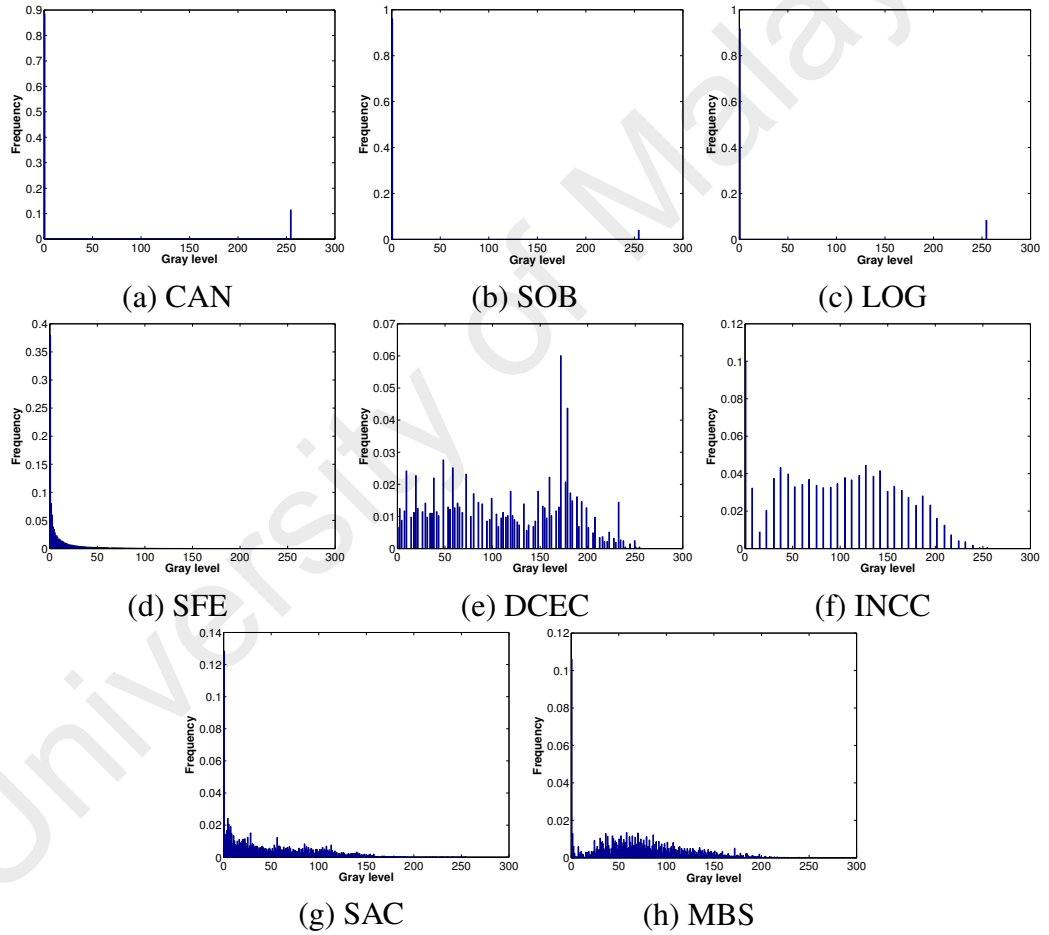 0.9
0.8
0.7
0.6
0.5
0.4
0.3
0.2
0.1
0
Frequency
50 100 150 200 250 300
Gray level
(a) CAN
1
0.8
0.6
0.4
0.2
0
Frequency
0 50 100 150 200 250 300
Gray level
(b) SOB
1
0.8
0.6
0.4
0.2
0
Frequency
0 50 100 150 200 250 300
Gray level
(c) LOG
0.4
0.35
0.3
0.25
0.2
0.15
0.1
0.05
0
Frequency
0 50 100 150 200 250 300
Gray level
(d) SFE
0.07
0.06
0.05
0.04
0.03
0.02
0.01
0
Frequency
0 50 100 150 200 250 300
Gray level
(e) DCEC
0.12
0.1
0.08
0.06
0.04
0.02
0
Frequency
0 50 100 150 200 250 300
Gray level
(f) INCC
0.14
0.12
0.1
0.08
0.06
0.04
0.02
0
Frequency
0 50 100 150 200 250 300
Gray level
(g) SAC
0.12
0.1
0.08
0.06
0.04
0.02
0
Frequency
0 50 100 150 200 250 300
Gray level
(h) MBS
University of Malay